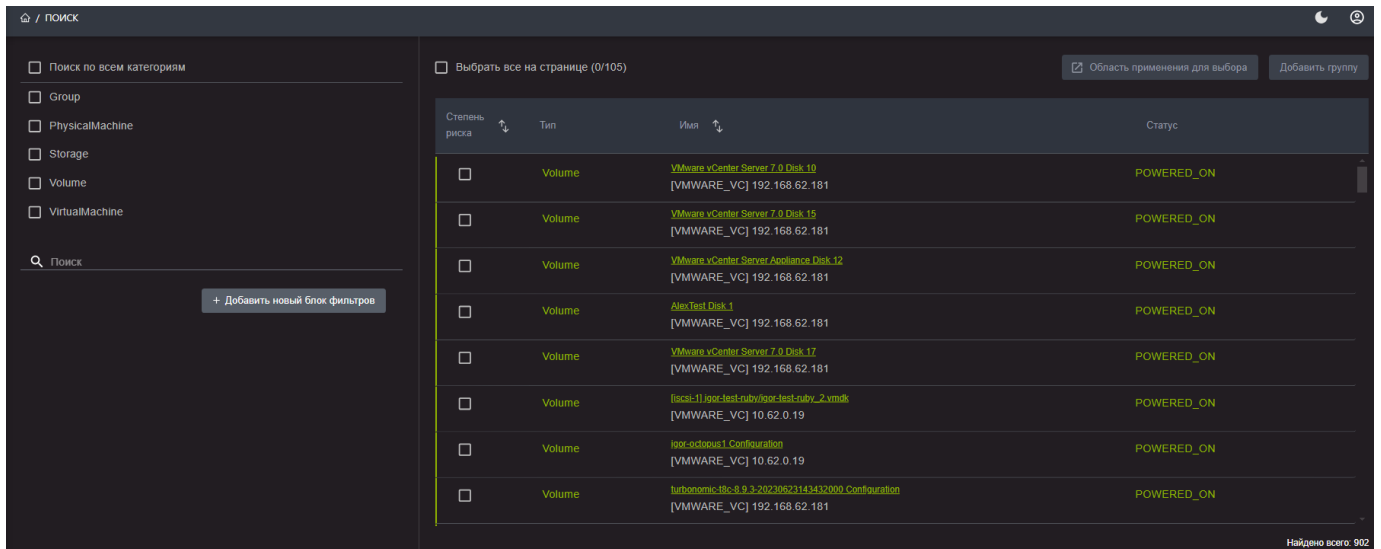 / ПОИСК
Поиск по всем категориям
Group
PhysicalMachine
Storage
Volume
VirtualMachine
Поиск
+ Добавить новый блок фильтров
Выбрать все на странице (0/105)
Область применения для выбора
Добавить группу
Степень риска
Тип
Имя
Статус
Volume
VMware vCenter Server 7.0 Disk 10
[VMWARE_VC] 192.168.62.181
POWERED_ON
Volume
VMware vCenter Server 7.0 Disk 15
[VMWARE_VC] 192.168.62.181
POWERED_ON
Volume
VMware vCenter Server Appliance Disk 12
[VMWARE_VC] 192.168.62.181
POWERED_ON
Volume
AlexTest Disk 1
[VMWARE_VC] 192.168.62.181
POWERED_ON
Volume
VMware vCenter Server 7.0 Disk 17
[VMWARE_VC] 192.168.62.181
POWERED_ON
Volume
[iscsi-1] igor-test-ruby/igor-test-ruby_2.vmdk
[VMWARE_VC] 10.62.0.19
POWERED_ON
Volume
igor-octopus1 Configuration
[VMWARE_VC] 10.62.0.19
POWERED_ON
Volume
turbonomic-t8c-8.9.3-20230623143432000 Configuration
[VMWARE_VC] 192.168.62.181
POWERED_ON
Найдено всего: 902